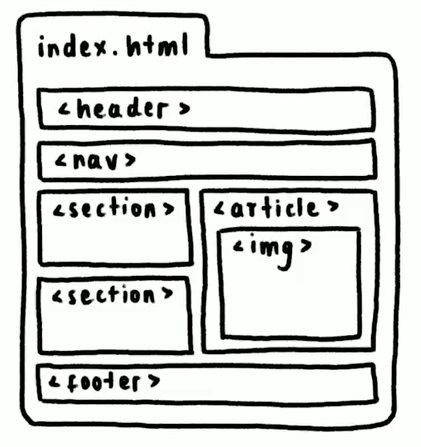 index.html
<header>
<nav>
<section>
<article>
<img>
<section>
<footer>